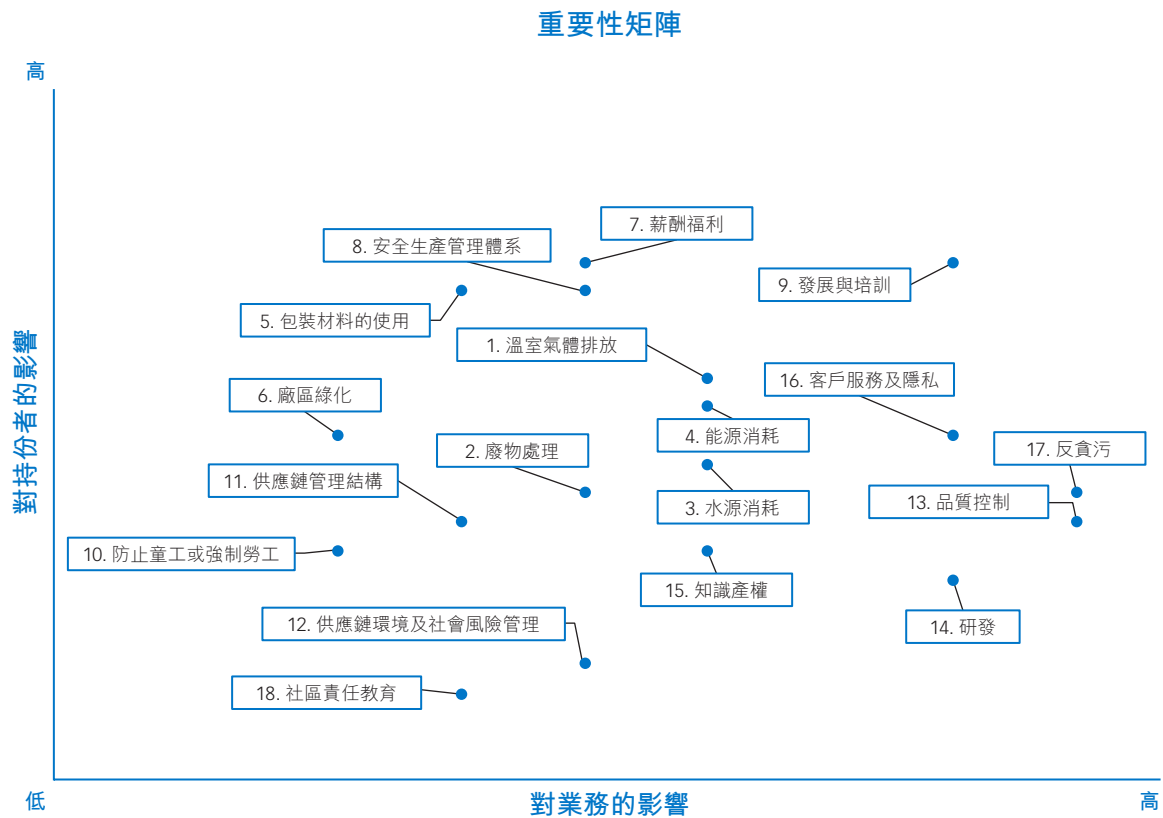 重要性矩陣
高
7. 薪酬福利
8. 安全生產管理體系
9. 發展與培訓
5. 包裝材料的使用
1. 溫室氣體排放
16. 客戶服務及隱私
6. 廠區綠化
4. 能源消耗
2. 廢物處理
17. 反貪污
11. 供應鏈管理結構
13. 品質控制
3. 水源消耗
10. 防止童工或強制勞工
15. 知識產權
12. 供應鏈環境及社會風險管理
14. 研發
18. 社區責任教育
對持份者的影響
低
對業務的影響
高